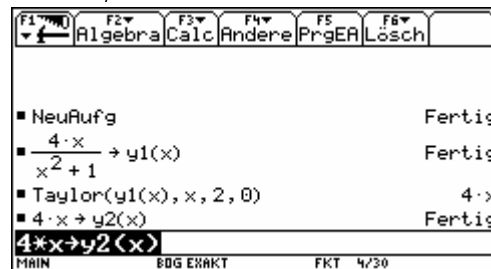 F1 F2 Algebra F3 Calc F4 Andere F5 PrgEA F6 Lösch
NeuAufg Fertig
4·x
x²+1 → y1(x) Fertig
Taylor(y1(x),x,2,0) 4·x
4·x → y2(x) Fertig
4*x→y2(x)
MAIN BOG EXAKT FKT 4/30